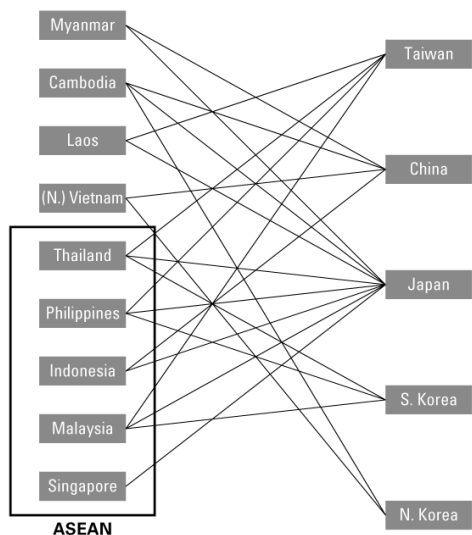 Myanmar
Cambodia
Laos
(N.) Vietnam
Thailand
Philippines
Indonesia
Malaysia
Singapore
ASEAN
Taiwan
China
Japan
S. Korea
N. Korea